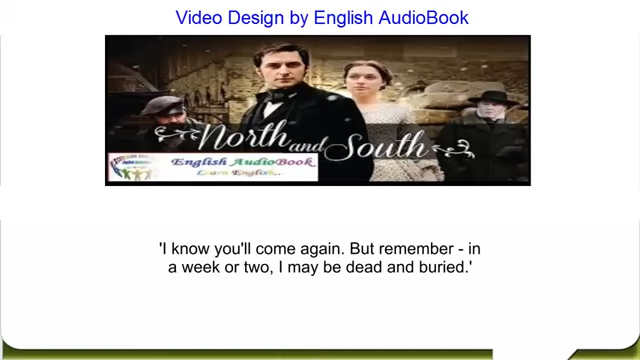 Video Design by English AudioBook
North and South
English AudioBook
Learn English...
'I know you'll come again. But remember - in
a week or two, I may be dead and buried.'